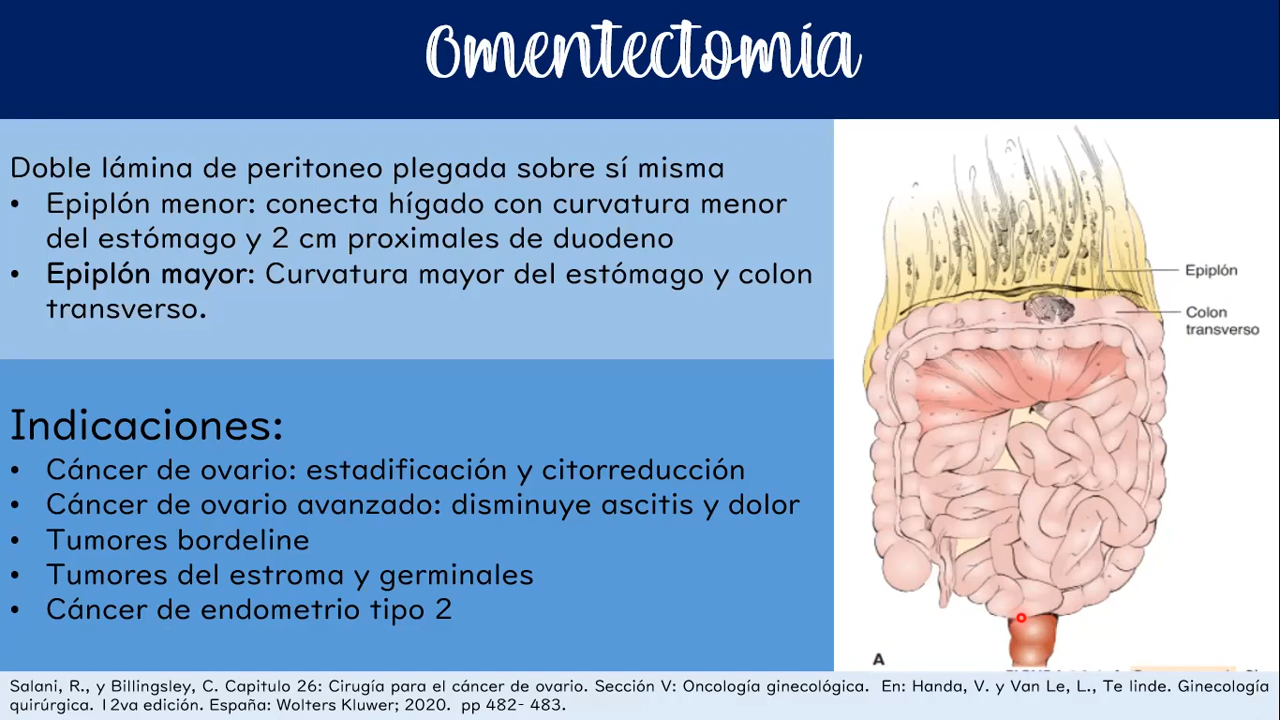 Omentectomía
Doble lámina de peritoneo plegada sobre sí misma
• Epiplón menor: conecta hígado con curvatura menor
del estómago y 2 cm proximales de duodeno
• Epiplón mayor: Curvatura mayor del estómago y colon
transverso.
Indicaciones:
• Cáncer de ovario: estadificación y citorreducción
• Cáncer de ovario avanzado: disminuye ascitis y dolor
• Tumores bordeline
• Tumores del estroma y germinales
• Cáncer de endometrio tipo 2
Epiplón
Colon
transverso
A
Salani, R., y Billingsley, C. Capitulo 26: Cirugía para el cáncer de ovario. Sección V: Oncología ginecológica. En: Handa, V. y Van Le, L., Te linde. Ginecología
quirúrgica. 12va edición. España: Wolters Kluwer; 2020. pp 482- 483.